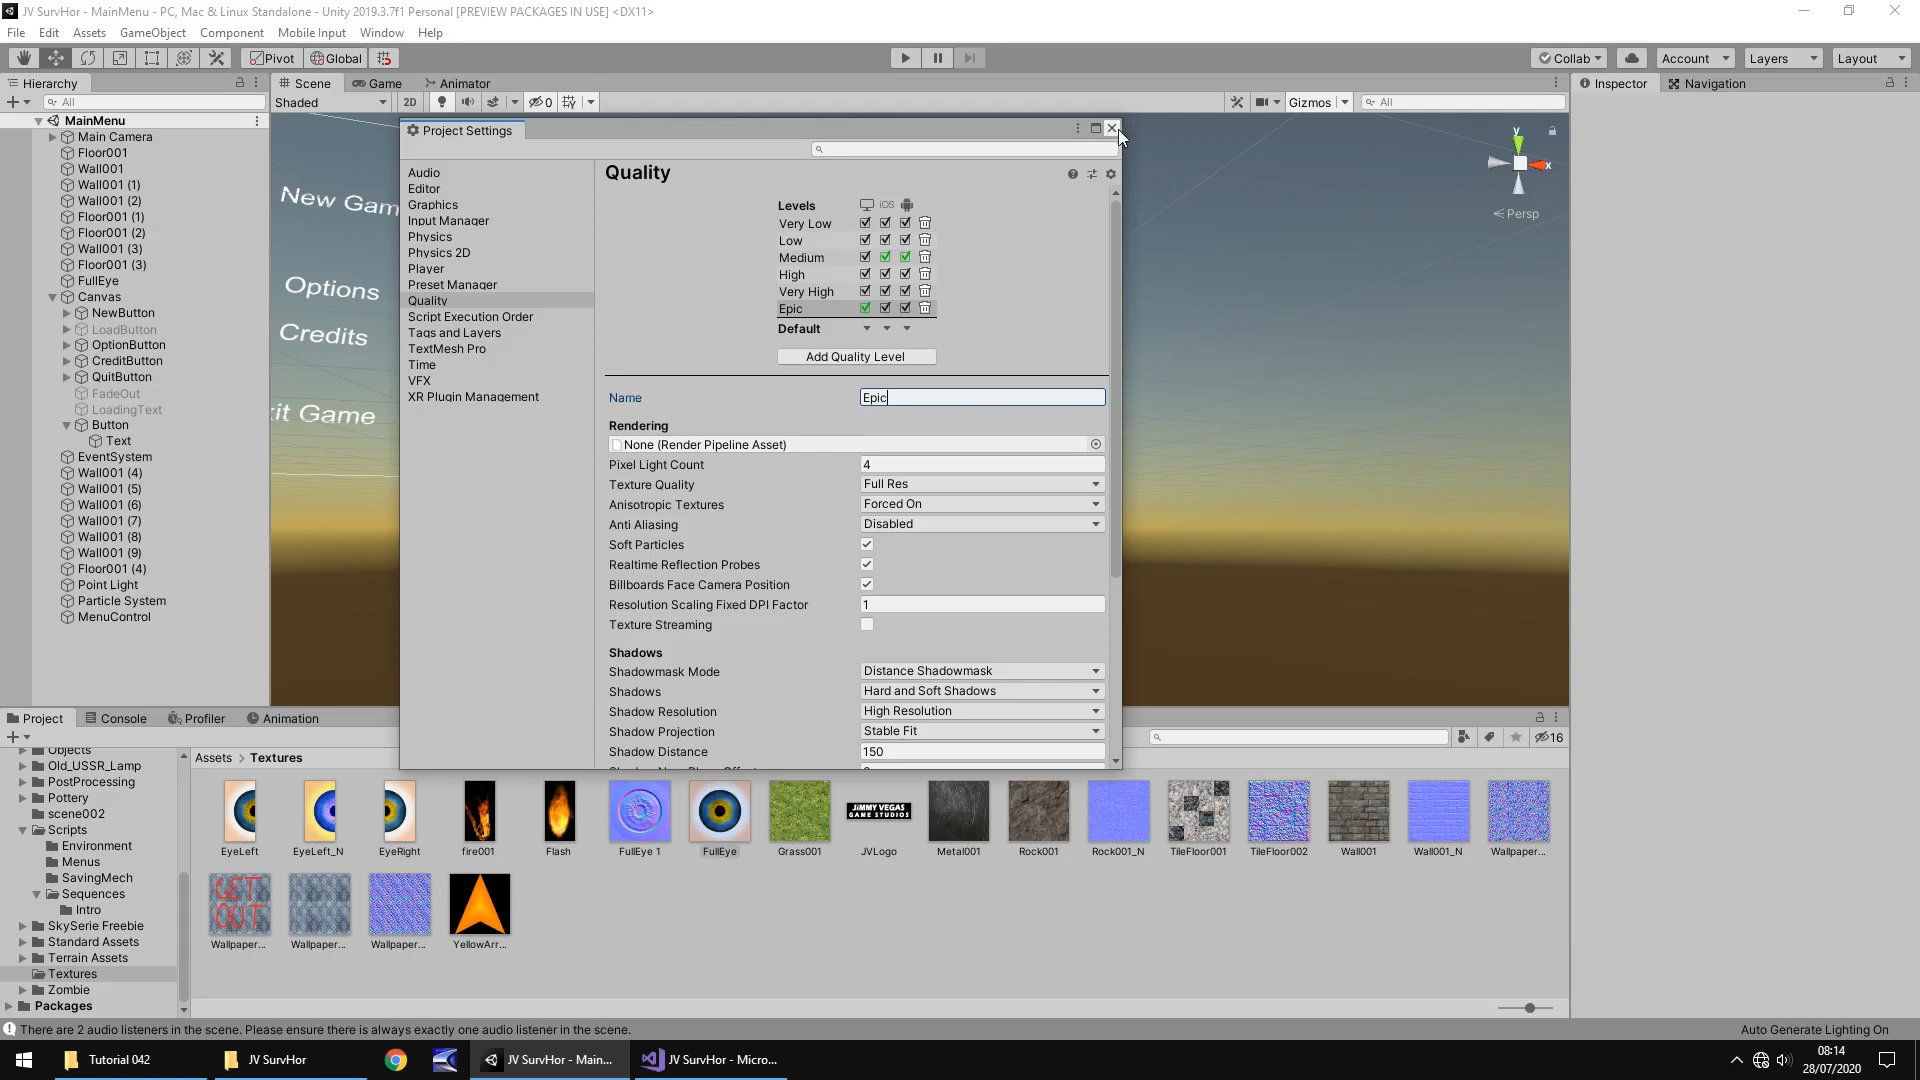 JV SurvHor - MainMenu - PC, Mac & Linux Standalone - Unity 2019.3.7f1 Personal [PREVIEW PACKAGES IN USE] <DX11>
File Edit Assets GameObject Component Mobile Input Window Help
Pivot Global Collab Account Layers Layout
Hierarchy Scene Game Animator Inspector Navigation
All Shaded 2D 0 Gizmos All
MainMenu
Main Camera
Floor001
Wall001
Wall001 (1)
Wall001 (2)
Floor001 (1)
Floor001 (2)
Wall001 (3)
Floor001 (3)
FullEye
Canvas
NewButton
LoadButton
OptionButton
CreditButton
QuitButton
FadeOut
LoadingText
Button
Text
EventSystem
Wall001 (4)
Wall001 (5)
Wall001 (6)
Wall001 (7)
Wall001 (8)
Wall001 (9)
Floor001 (4)
Point Light
Particle System
MenuControl
New Gam
Options
Credits
it Game
y
x
Persp
Project Settings
Audio
Editor
Graphics
Input Manager
Physics
Physics 2D
Player
Preset Manager
Quality
Script Execution Order
Tags and Layers
TextMesh Pro
Time
VFX
XR Plugin Management
Quality
Levels iOS
Very Low
Low
Medium
High
Very High
Epic
Default
Add Quality Level
Name Epic
Rendering
None (Render Pipeline Asset)
Pixel Light Count 4
Texture Quality Full Res
Anisotropic Textures Forced On
Anti Aliasing Disabled
Soft Particles
Realtime Reflection Probes
Billboards Face Camera Position
Resolution Scaling Fixed DPI Factor 1
Texture Streaming
Shadows
Shadowmask Mode Distance Shadowmask
Shadows Hard and Soft Shadows
Shadow Resolution High Resolution
Shadow Projection Stable Fit
Shadow Distance 150
Project Console Profiler Animation
16
Objects
Old_USSR_Lamp
PostProcessing
Pottery
scene002
Scripts
Environment
Menus
SavingMech
Sequences
Intro
SkySerie Freebie
Standard Assets
Terrain Assets
Textures
Zombie
Packages
Assets Textures
JIMMY VEGAS
GAME STUDIOS
EyeLeft EyeLeft_N EyeRight fire001 Flash FullEye 1 FullEye Grass001 JVLogo Metal001 Rock001 Rock001_N TileFloor001 TileFloor002 Wall001 Wall001_N Wallpaper...
GET
OUT
Wallpaper... Wallpaper... Wallpaper... YellowArr...
There are 2 audio listeners in the scene. Please ensure there is always exactly one audio listener in the scene.
Auto Generate Lighting On
Tutorial 042 JV SurvHor JV SurvHor - Main... JV SurvHor - Micro...
08:14
28/07/2020